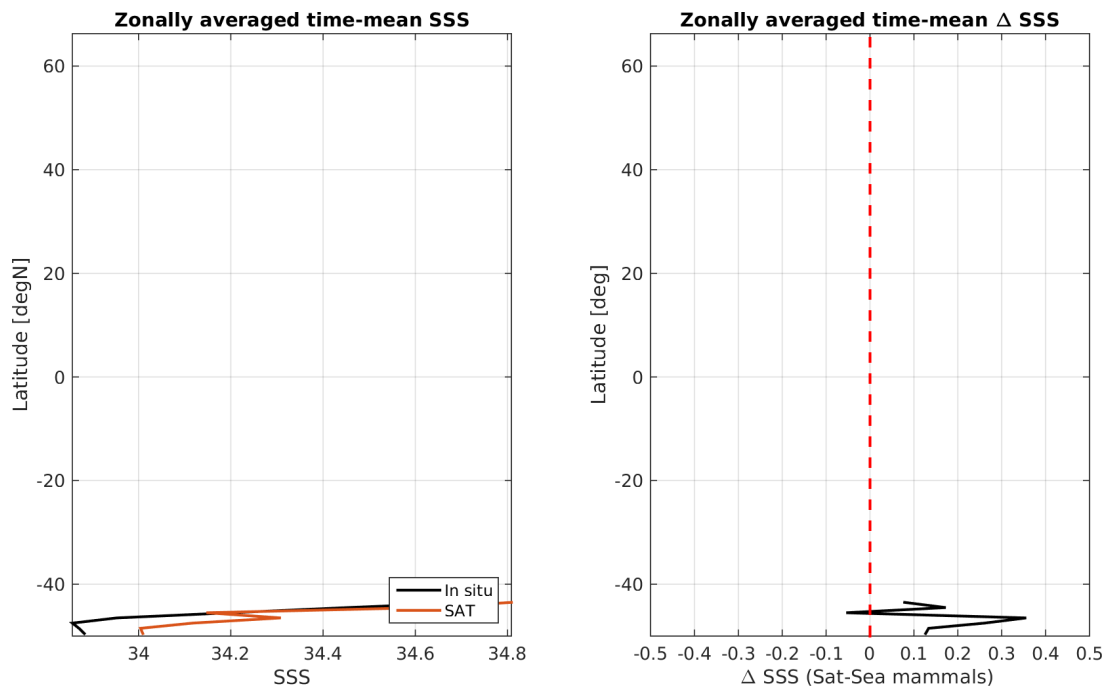 Zonally averaged time-mean SSS
60
40
20
0
-20
-40
Latitude [degN]
In situ
SAT
34
34.2
34.4
34.6
34.8
SSS
Zonally averaged time-mean Δ SSS
60
40
20
0
-20
-40
Latitude [deg]
-0.5 -0.4 -0.3 -0.2 -0.1 0 0.1 0.2 0.3 0.4 0.5
Δ SSS (Sat-Sea mammals)